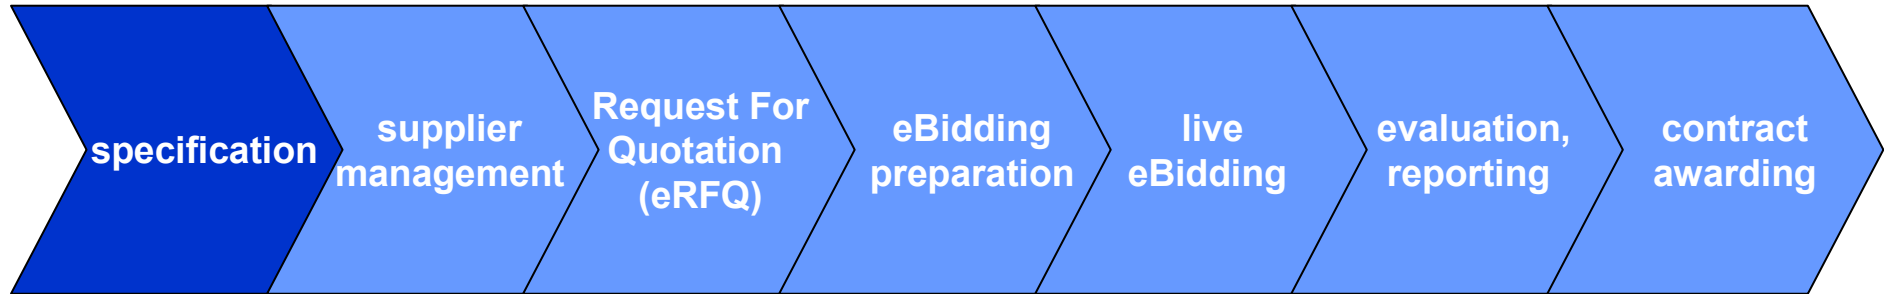 specification
supplier
management
Request For
Quotation
(eRFQ)
eBidding
preparation
live
eBidding
evaluation,
reporting
contract
awarding